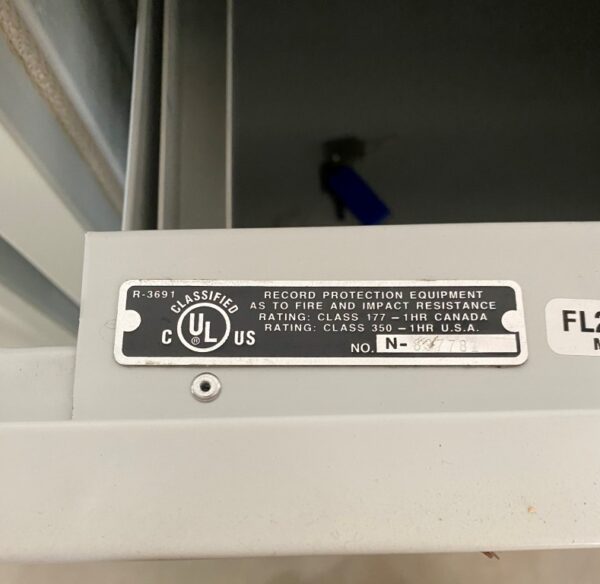 R-3691
CLASSIFIED
C UL ® US
RECORD PROTECTION EQUIPMENT
AS TO FIRE AND IMPACT RESISTANCE
RATING: CLASS 177 – 1HR CANADA
RATING: CLASS 350 – 1HR U.S.A.
NO. N-